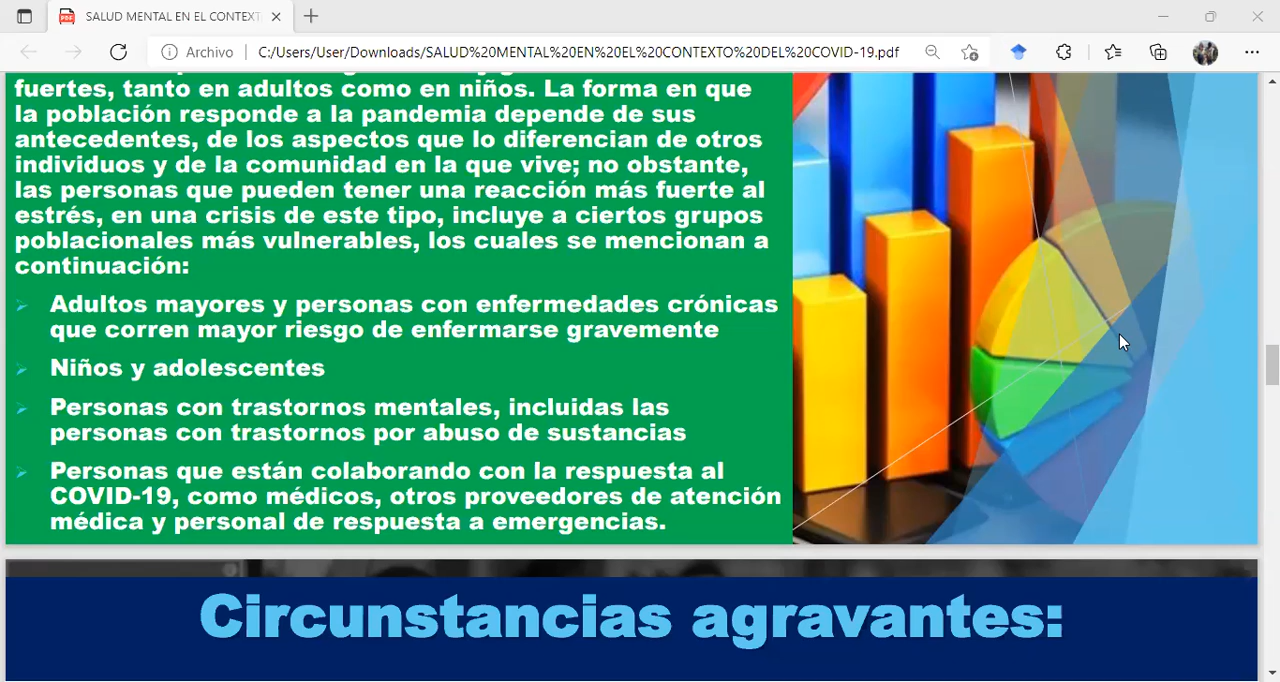 SALUD MENTAL EN EL CONTEXT
Archivo
C:/Users/User/Downloads/SALUD%20MENTAL%20EN%20EL%20CONTEXTO%20DEL%20COVID-19.pdf
fuertes, tanto en adultos como en niños. La forma en que
la población responde a la pandemia depende de sus
antecedentes, de los aspectos que lo diferencian de otros
individuos y de la comunidad en la que vive; no obstante,
las personas que pueden tener una reacción más fuerte al
estrés, en una crisis de este tipo, incluye a ciertos grupos
poblacionales más vulnerables, los cuales se mencionan a
continuación:
Adultos mayores y personas con enfermedades crónicas
que corren mayor riesgo de enfermarse gravemente
Niños y adolescentes
Personas con trastornos mentales, incluidas las
personas con trastornos por abuso de sustancias
Personas que están colaborando con la respuesta al
COVID-19, como médicos, otros proveedores de atención
médica y personal de respuesta a emergencias.
Circunstancias agravantes: